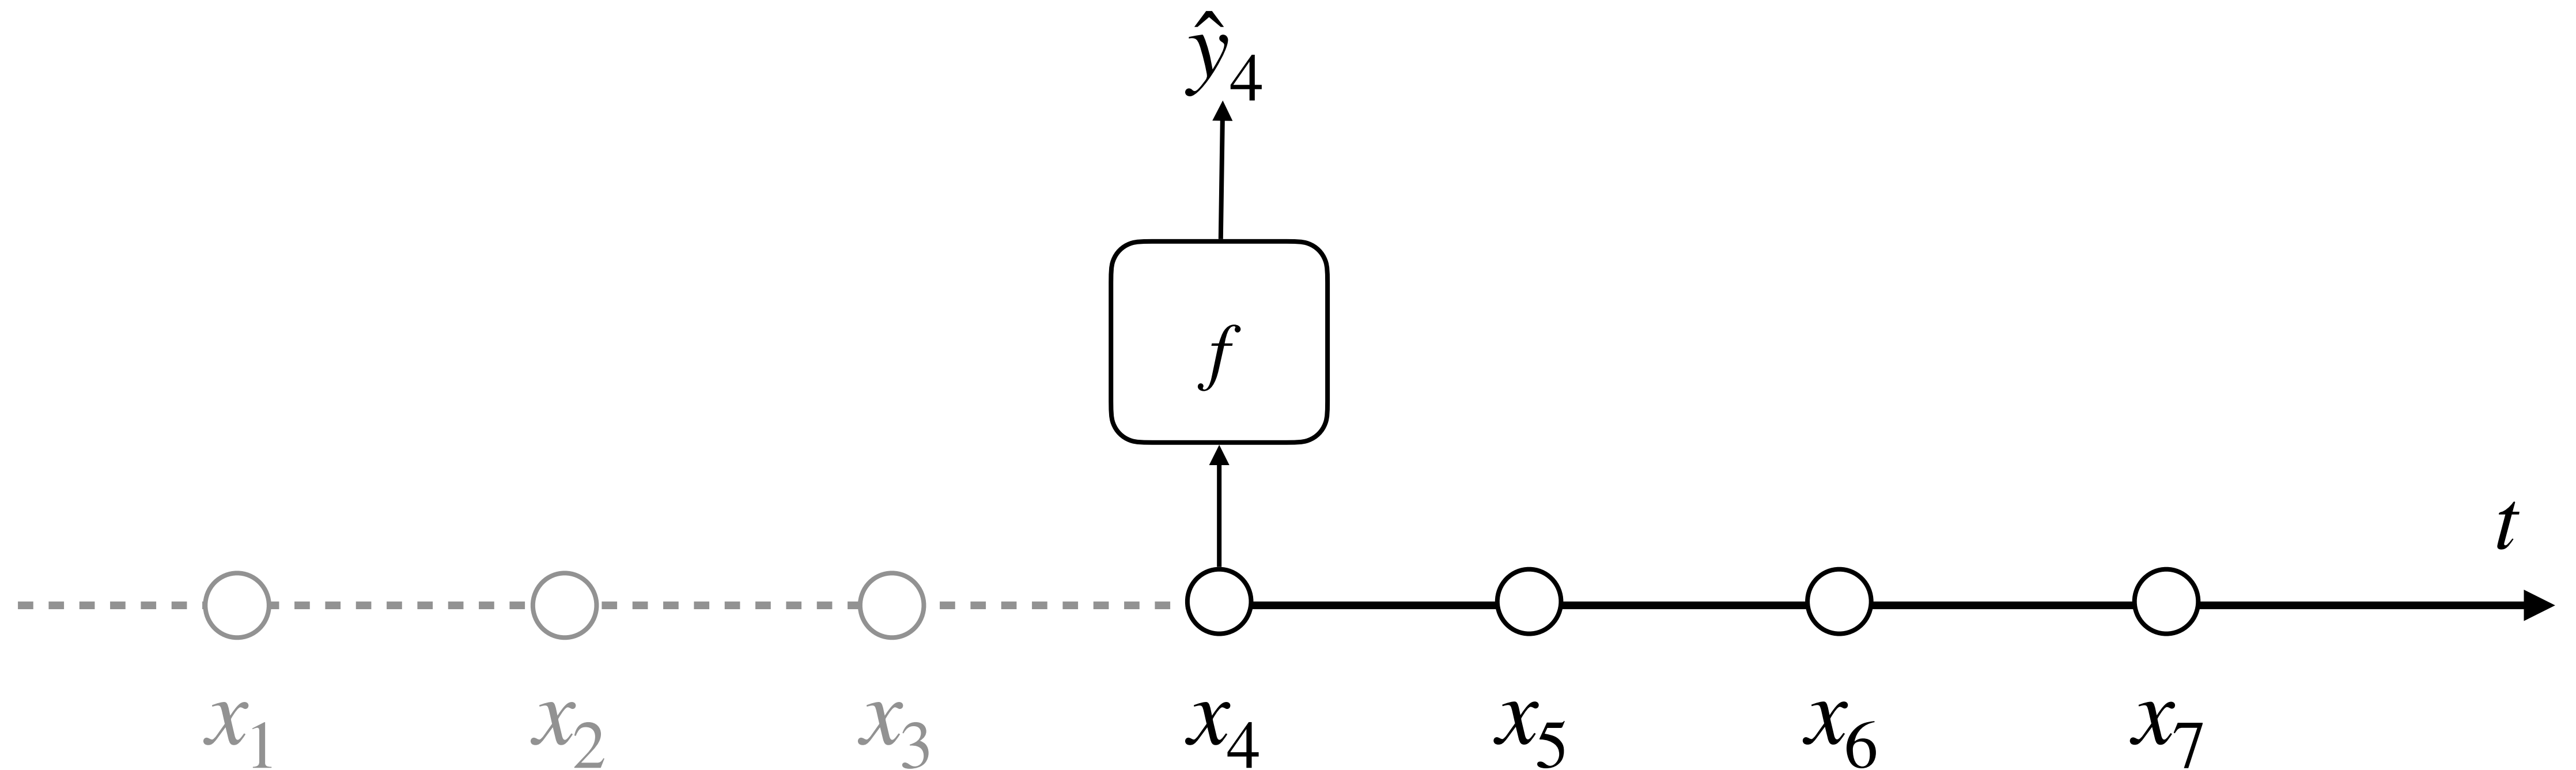 ŷ₄
f
t
x₁ x₂ x₃ x₄ x₅ x₆ x₇